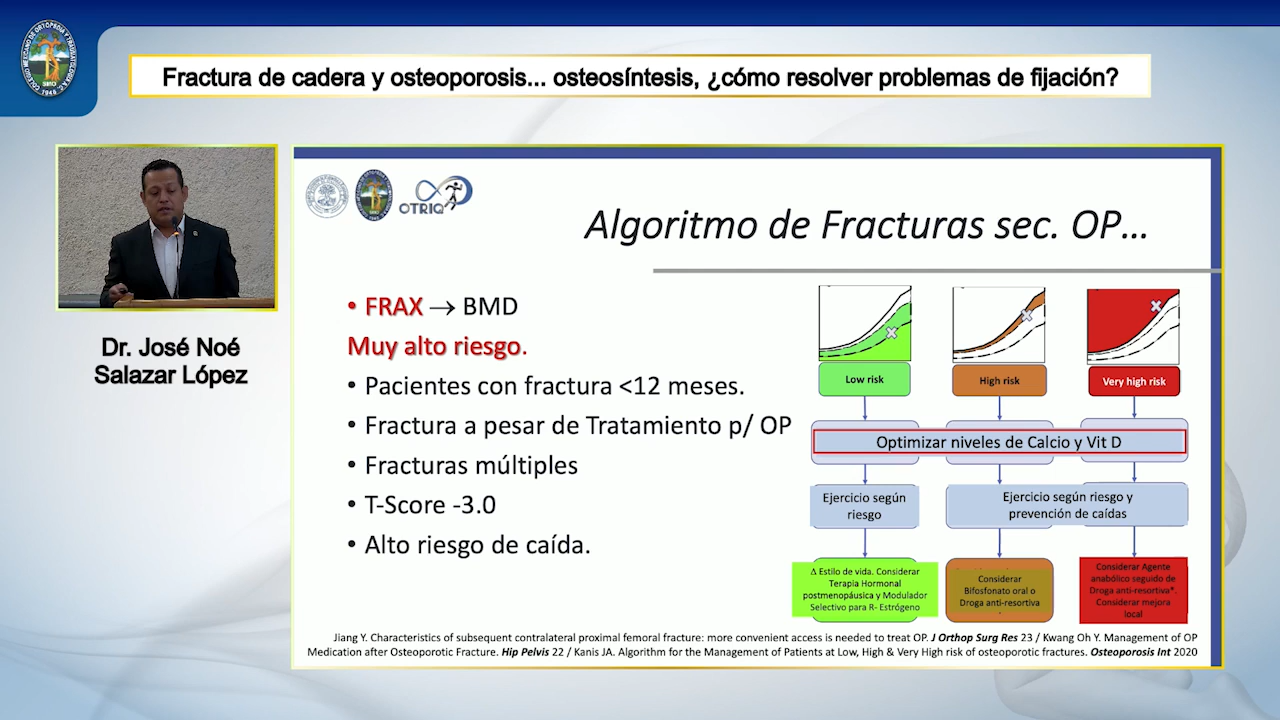 Fractura de cadera y osteoporosis... osteosíntesis, ¿cómo resolver problemas de fijación?
Dr. José Noé
Salazar López
OTRIQ
Algoritmo de Fracturas sec. OP...
• FRAX → BMD
Muy alto riesgo.
• Pacientes con fractura <12 meses.
• Fractura a pesar de Tratamiento p/ OP
• Fracturas múltiples
• T-Score -3.0
• Alto riesgo de caída.
Low risk
High risk
Very high risk
Optimizar niveles de Calcio y Vit D
Ejercicio según
riesgo
Ejercicio según riesgo y
prevención de caídas
Δ Estilo de vida. Considerar
Terapia Hormonal
postmenopáusica y Modulador
Selectivo para R- Estrógeno
Considerar
Bifosfonato oral o
Droga anti-resortiva
Considerar Agente
anabólico seguido de
Droga anti-resortiva*.
Considerar mejora
local
Jiang Y. Characteristics of subsequent contralateral proximal femoral fracture: more convenient access is needed to treat OP. J Orthop Surg Res 23 / Kwang Oh Y. Management of OP
Medication after Osteoporotic Fracture. Hip Pelvis 22 / Kanis JA. Algorithm for the Management of Patients at Low, High & Very High risk of osteoporotic fractures. Osteoporosis Int 2020